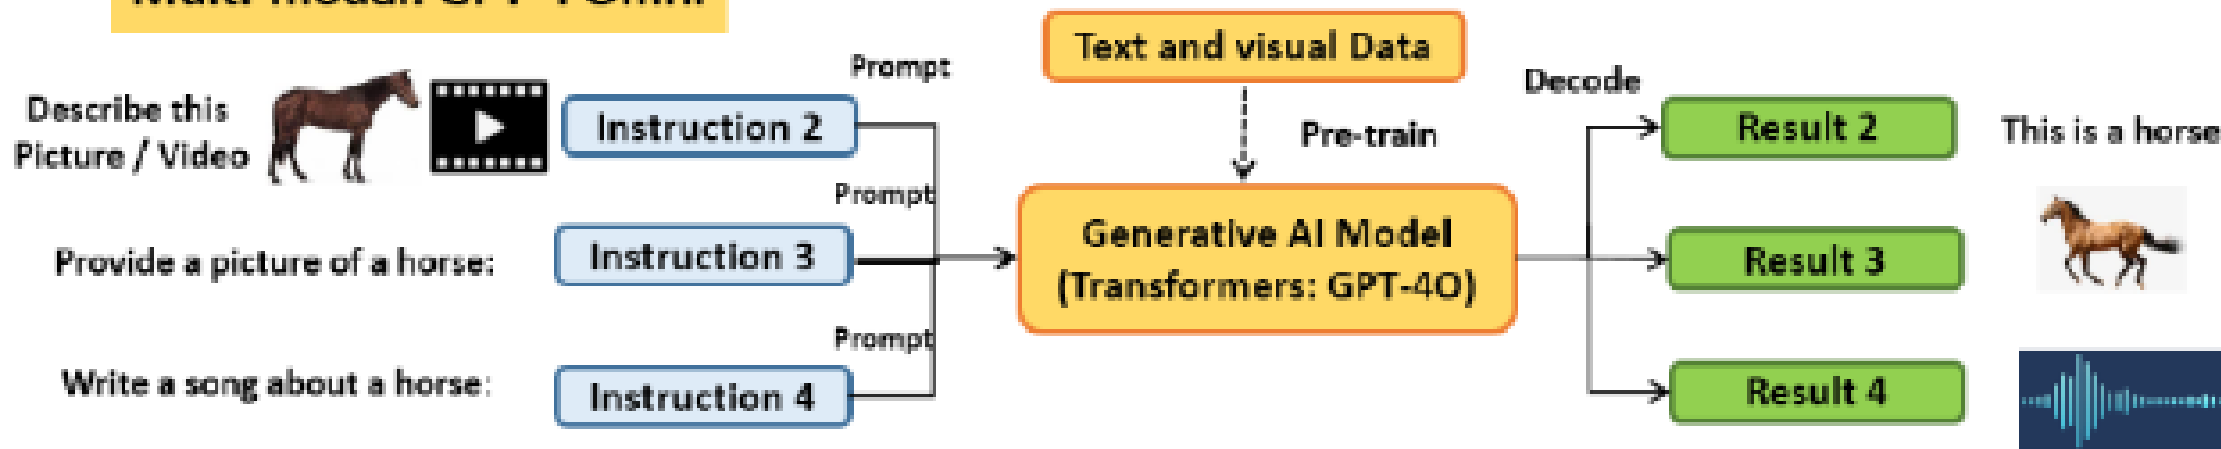 Text and visual Data
Prompt
Decode
Describe this
Picture / Video
Instruction 2
Pre-train
Result 2
This is a horse
Prompt
Provide a picture of a horse:
Instruction 3
Generative AI Model
(Transformers: GPT-4O)
Result 3
Prompt
Write a song about a horse:
Instruction 4
Result 4